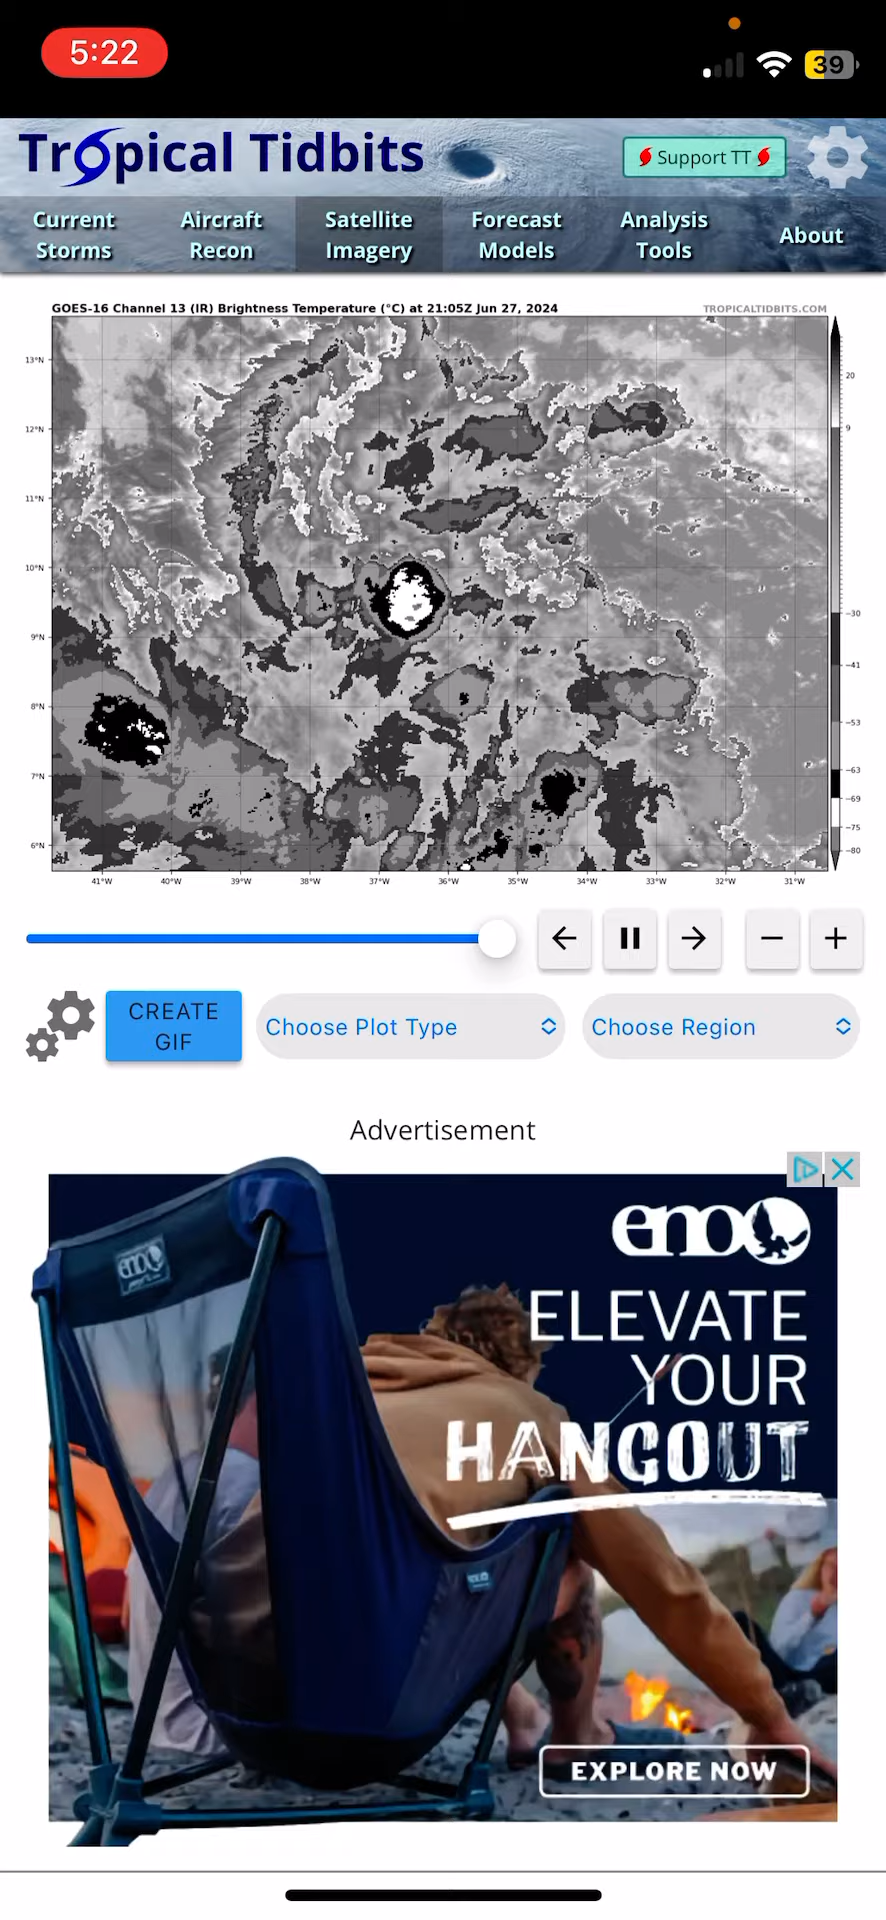 5:22
39
Tropical Tidbits
Support TT
Current Storms
Aircraft Recon
Satellite Imagery
Forecast Models
Analysis Tools
About
GOES-16 Channel 13 (IR) Brightness Temperature (°C) at 21:05Z Jun 27, 2024
TROPICALTIDBITS.COM
13°N
12°N
11°N
10°N
9°N
8°N
7°N
6°N
20
9
−30
−41
−53
−63
−69
−75
−80
41°W 40°W 39°W 38°W 37°W 36°W 35°W 34°W 33°W 32°W 31°W
CREATE
GIF
Choose Plot Type
Choose Region
Advertisement
eno
eno
ELEVATE
YOUR
HANGOUT
EXPLORE NOW